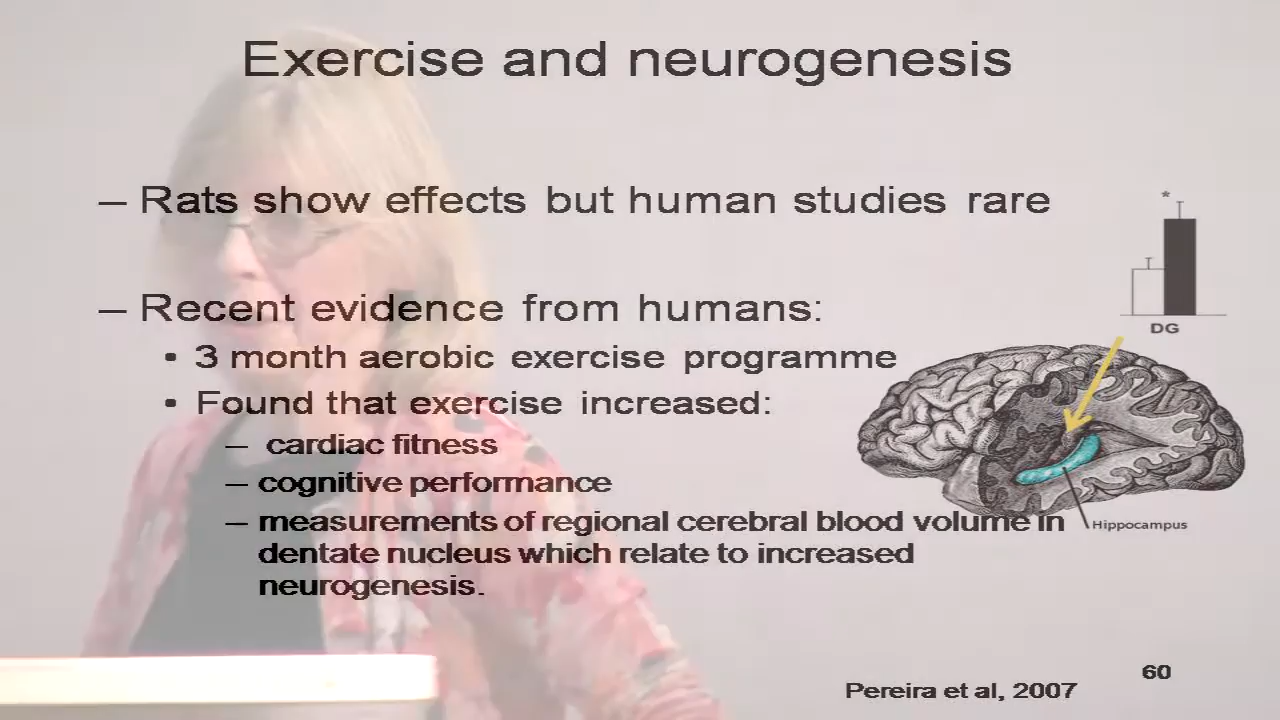 Exercise and neurogenesis
– Rats show effects but human studies rare
*
DG
– Recent evidence from humans:
• 3 month aerobic exercise programme
• Found that exercise increased:
– cardiac fitness
– cognitive performance
– measurements of regional cerebral blood volume in
dentate nucleus which relate to increased
neurogenesis.
Hippocampus
60
Pereira et al, 2007